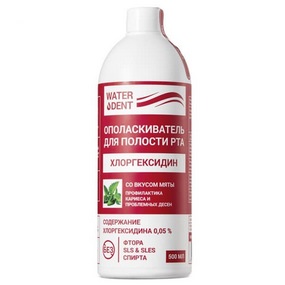 WATER
DENT
ОПОЛАСКИВАТЕЛЬ
ДЛЯ ПОЛОСТИ РТА
ХЛОРГЕКСИДИН
СО ВКУСОМ МЯТЫ
ПРОФИЛАКТИКА
КАРИЕСА И
ПРОБЛЕМНЫХ ДЕСЕН
СОДЕРЖАНИЕ
ХЛОРГЕКСИДИНА 0,05 %
БЕЗ
ФТОРА
SLS & SLES
СПИРТА
500 МЛ